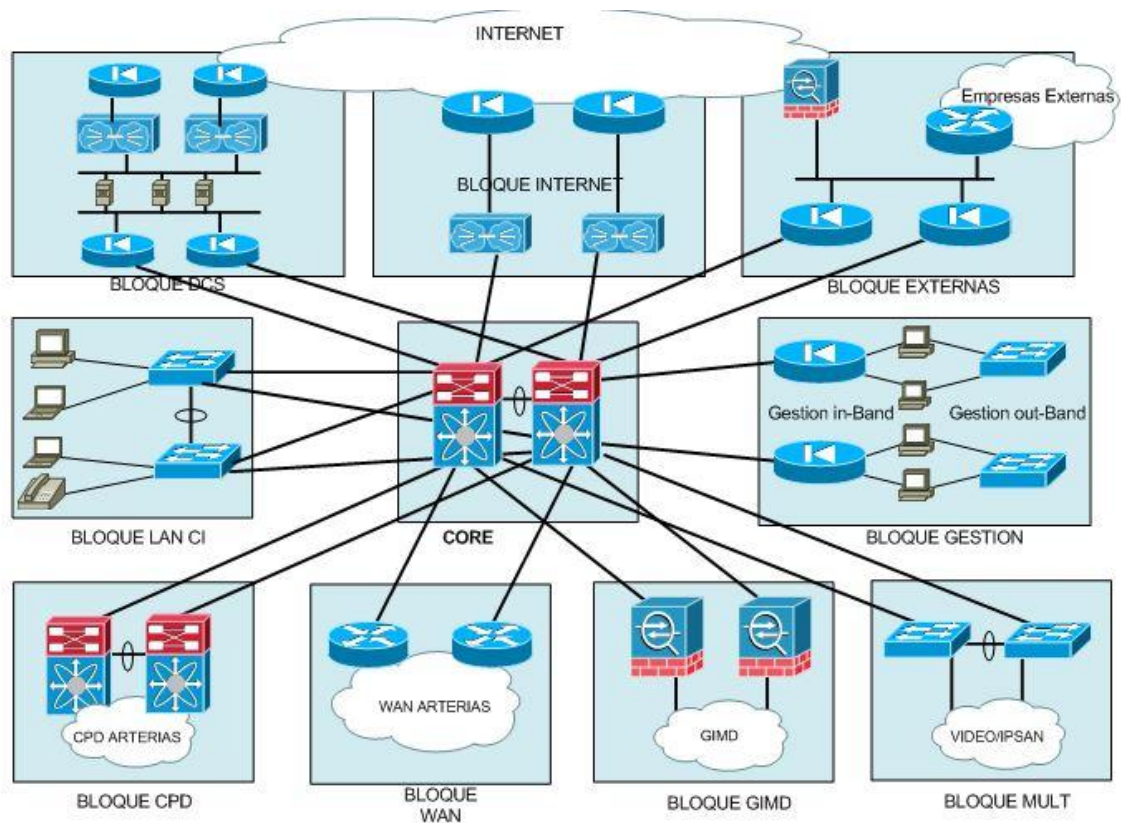 INTERNET
Empresas Externas
BLOQUE INTERNET
BLOQUE DCS
BLOQUE EXTERNAS
Gestion in-Band
Gestion out-Band
BLOQUE LAN CI
CORE
BLOQUE GESTION
CPD ARTERIAS
WAN ARTERIAS
GIMD
VIDEO/IPSAN
BLOQUE CPD
BLOQUE
WAN
BLOQUE GIMD
BLOQUE MULT